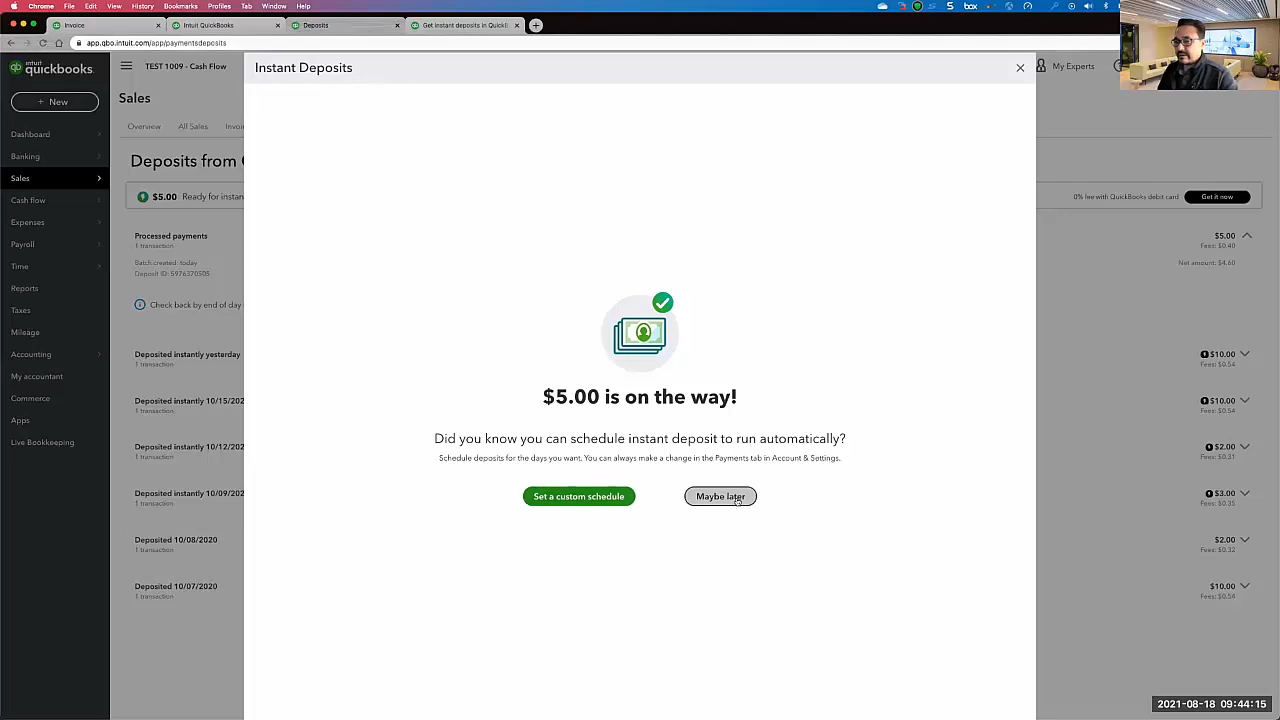 Chrome File Edit View History Bookmarks Profiles Tab Window Help
box
Invoice
Intuit QuickBooks
Deposits
Get instant deposits in QuickB
app.qbo.intuit.com/app/paymentsdeposits
intuit
quickbooks.
TEST 1009 - Cash Flow
Instant Deposits
My Experts
+ New
Sales
Dashboard
Banking
Sales
Cash flow
Expenses
Payroll
Time
Reports
Taxes
Mileage
Accounting
My accountant
Commerce
Apps
Live Bookkeeping
Overview All Sales Invoi
Deposits from
$5.00 Ready for instan
0% fee with QuickBooks debit card Get it now
Processed payments
1 transaction
Batch created: today
Deposit ID: 5976370505
$5.00
Fees: $0.40
Net amount: $4.60
Check back by end of day
Deposited instantly yesterday
1 transaction
$10.00
Fees: $0.54
Deposited instantly 10/15/202
1 transaction
$10.00
Fees: $0.54
Deposited instantly 10/12/202
1 transaction
$2.00
Fees: $0.31
Deposited instantly 10/09/202
1 transaction
$3.00
Fees: $0.35
Deposited 10/08/2020
1 transaction
$2.00
Fees: $0.32
Deposited 10/07/2020
1 transaction
$10.00
Fees: $0.54
$5.00 is on the way!
Did you know you can schedule instant deposit to run automatically?
Schedule deposits for the days you want. You can always make a change in the Payments tab in Account & Settings.
Set a custom schedule
Maybe later
2021-08-18 09:44:15